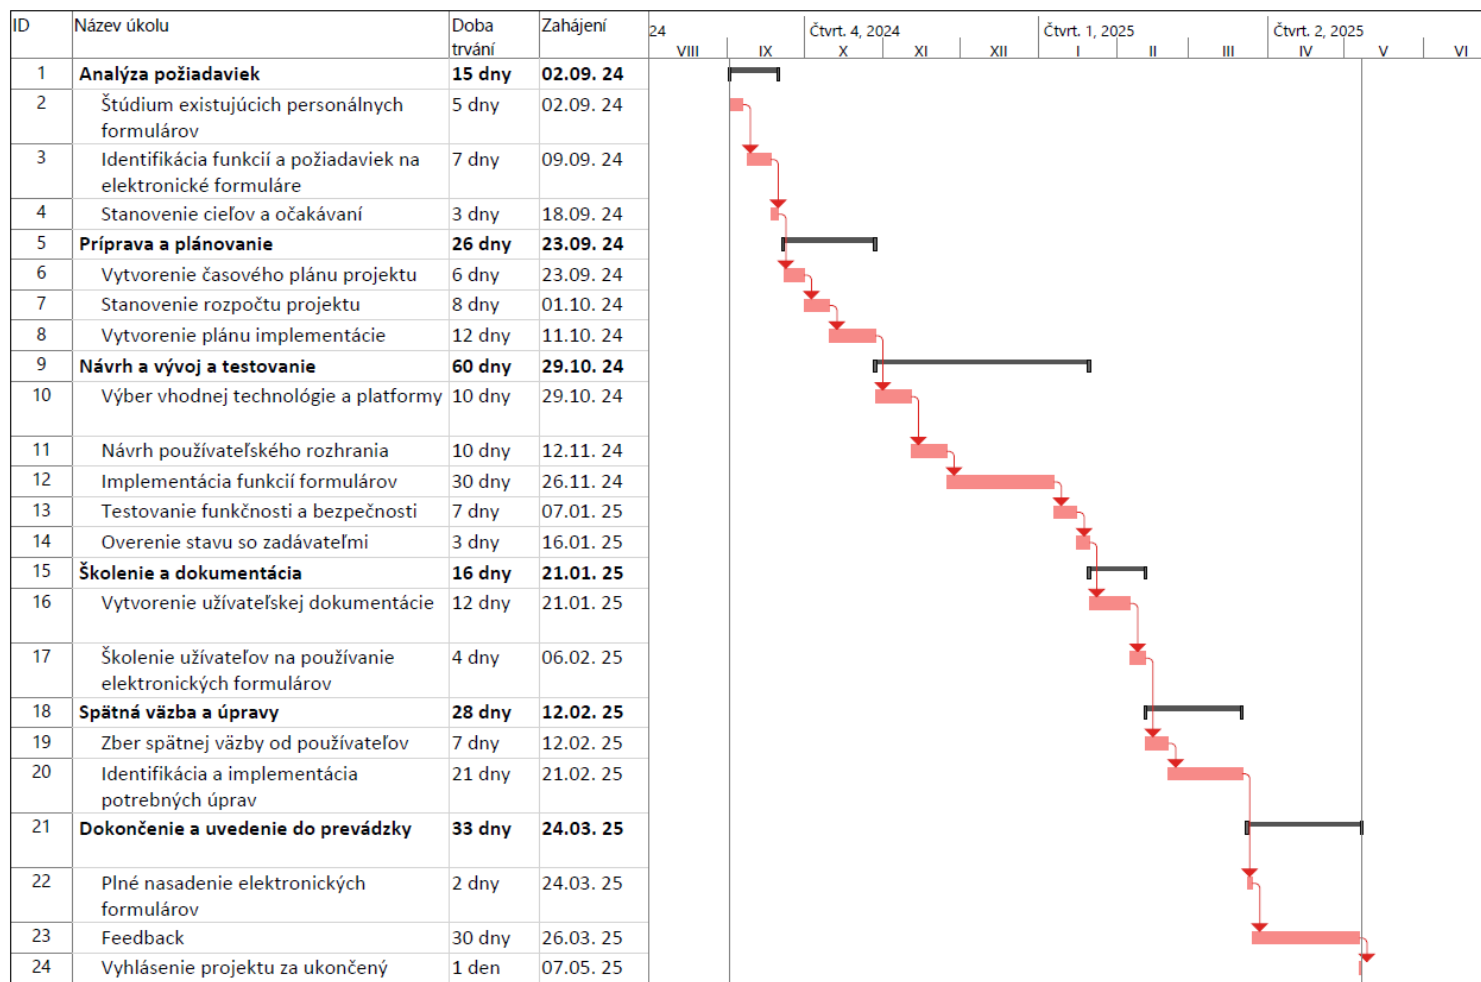 ID Název úkolu Doba trvání Zahájení
24 Čtvrt. 4, 2024 Čtvrt. 1, 2025 Čtvrt. 2, 2025
VIII IX X XI XII I II III IV V VI
1 Analýza požiadaviek 15 dny 02.09. 24
2 Štúdium existujúcich personálnych 5 dny 02.09. 24
formulárov
3 Identifikácia funkcií a požiadaviek na 7 dny 09.09. 24
elektronické formuláre
4 Stanovenie cieľov a očakávaní 3 dny 18.09. 24
5 Príprava a plánovanie 26 dny 23.09. 24
6 Vytvorenie časového plánu projektu 6 dny 23.09. 24
7 Stanovenie rozpočtu projektu 8 dny 01.10. 24
8 Vytvorenie plánu implementácie 12 dny 11.10. 24
9 Návrh a vývoj a testovanie 60 dny 29.10. 24
10 Výber vhodnej technológie a platformy 10 dny 29.10. 24
11 Návrh používateľského rozhrania 10 dny 12.11. 24
12 Implementácia funkcií formulárov 30 dny 26.11. 24
13 Testovanie funkčnosti a bezpečnosti 7 dny 07.01. 25
14 Overenie stavu so zadávateľmi 3 dny 16.01. 25
15 Školenie a dokumentácia 16 dny 21.01. 25
16 Vytvorenie užívateľskej dokumentácie 12 dny 21.01. 25
17 Školenie užívateľov na používanie 4 dny 06.02. 25
elektronických formulárov
18 Spätná väzba a úpravy 28 dny 12.02. 25
19 Zber spätnej väzby od používateľov 7 dny 12.02. 25
20 Identifikácia a implementácia 21 dny 21.02. 25
potrebných úprav
21 Dokončenie a uvedenie do prevádzky 33 dny 24.03. 25
22 Plné nasadenie elektronických 2 dny 24.03. 25
formulárov
23 Feedback 30 dny 26.03. 25
24 Vyhlásenie projektu za ukončený 1 den 07.05. 25